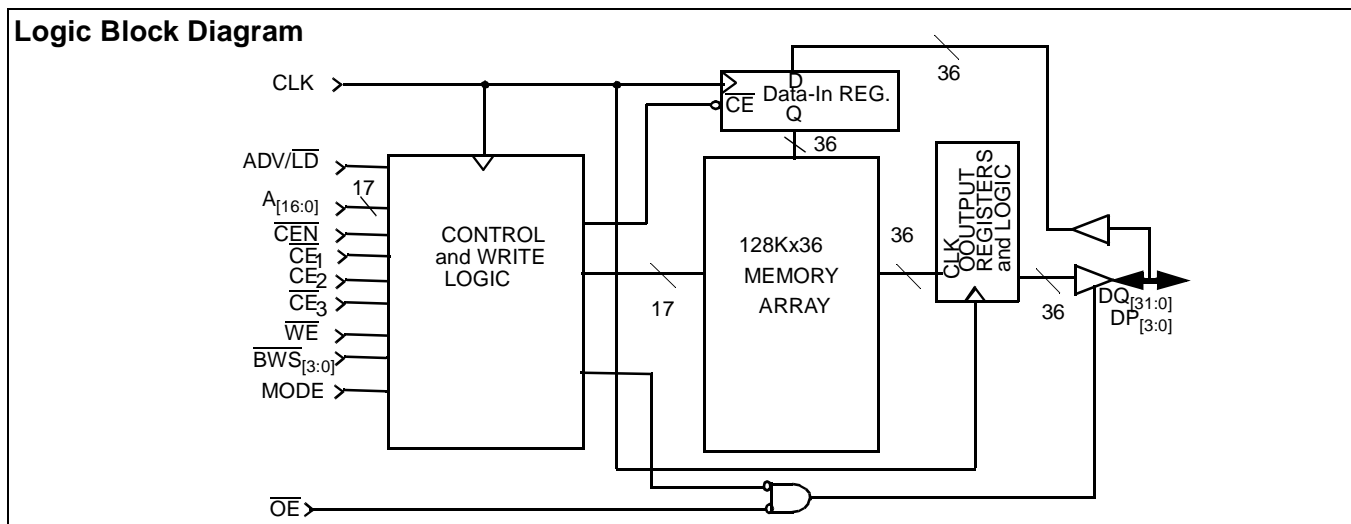 Logic Block Diagram
CLK
ADV/LD
A[16:0]
CEN
CE1
CE2
CE3
WE
BWS[3:0]
MODE
OE
17
CONTROL
and WRITE
LOGIC
D
CE
Data-In REG.
Q
36
36
17
128Kx36
MEMORY
ARRAY
36
CLK
OOUTPUT
REGISTERS
and LOGIC
36
DQ[31:0]
DP[3:0]